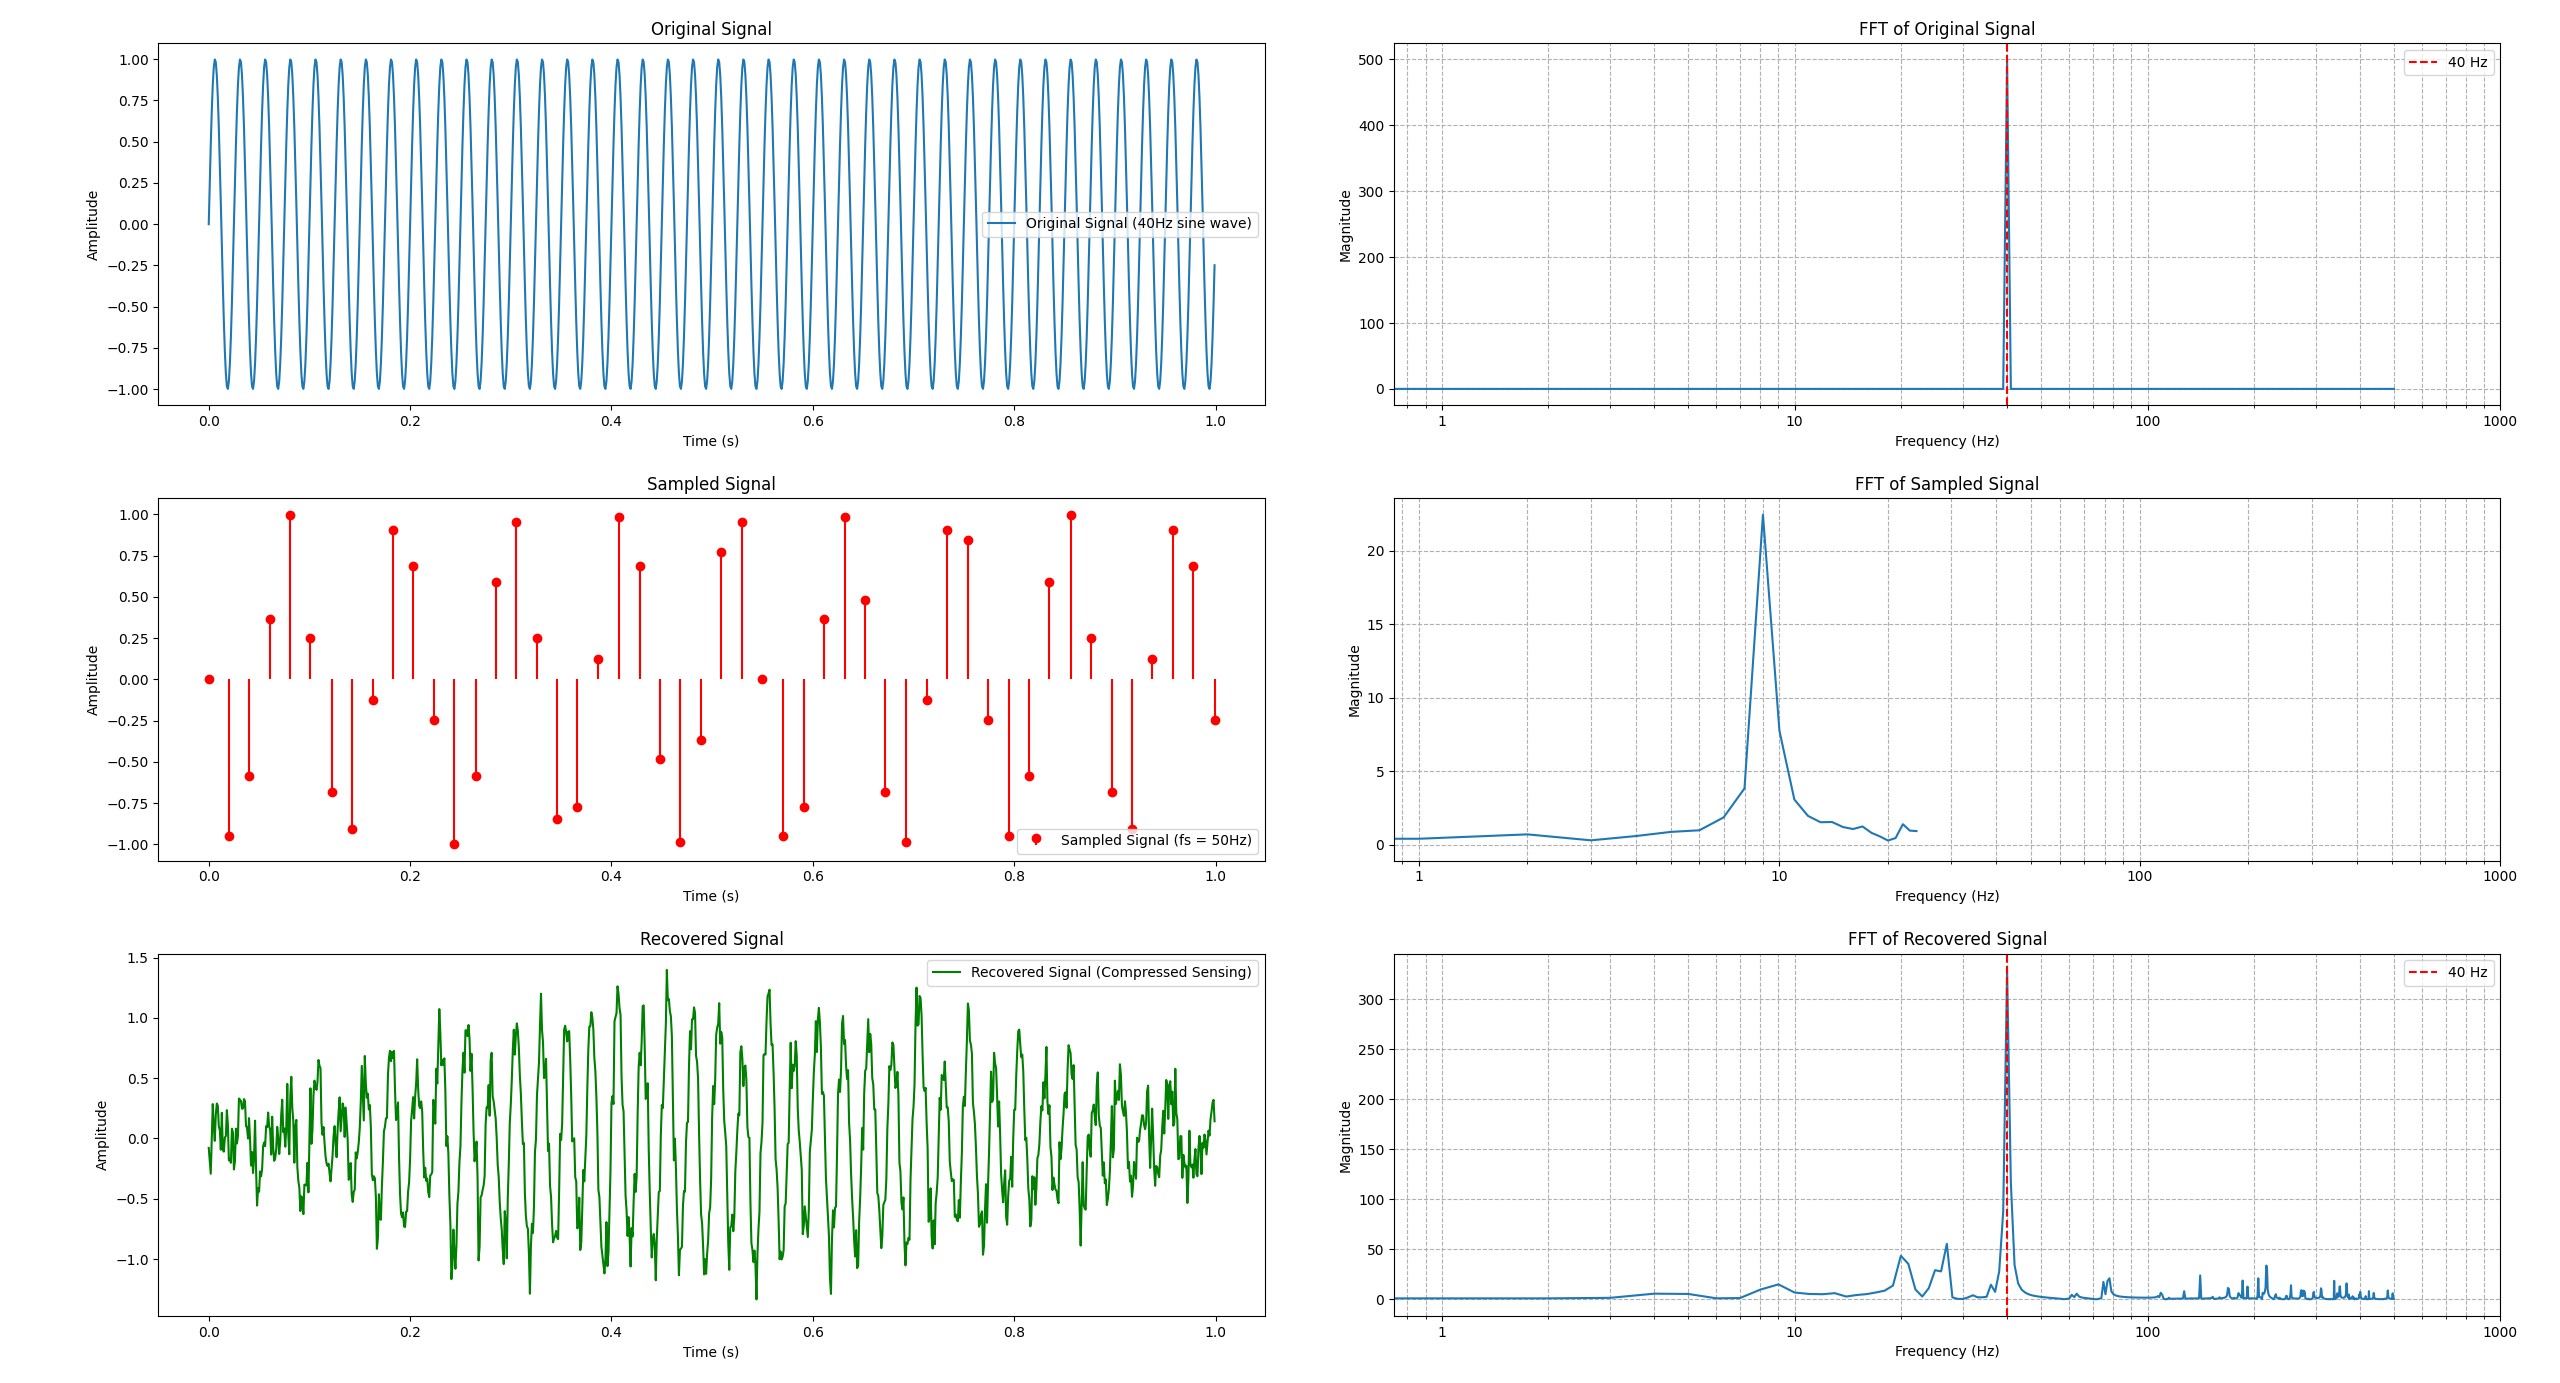 Original Signal
1.00
0.75
0.50
0.25
0.00
−0.25
−0.50
−0.75
−1.00
Amplitude
Original Signal (40Hz sine wave)
0.0 0.2 0.4 0.6 0.8 1.0
Time (s)
FFT of Original Signal
500
400
300
200
100
0
Magnitude
40 Hz
1 10 100 1000
Frequency (Hz)
Sampled Signal
1.00
0.75
0.50
0.25
0.00
−0.25
−0.50
−0.75
−1.00
Amplitude
Sampled Signal (fs = 50Hz)
0.0 0.2 0.4 0.6 0.8 1.0
Time (s)
FFT of Sampled Signal
20
15
10
5
0
Magnitude
1 10 100 1000
Frequency (Hz)
Recovered Signal
1.5
1.0
0.5
0.0
−0.5
−1.0
Amplitude
Recovered Signal (Compressed Sensing)
0.0 0.2 0.4 0.6 0.8 1.0
Time (s)
FFT of Recovered Signal
300
250
200
150
100
50
0
Magnitude
40 Hz
1 10 100 1000
Frequency (Hz)